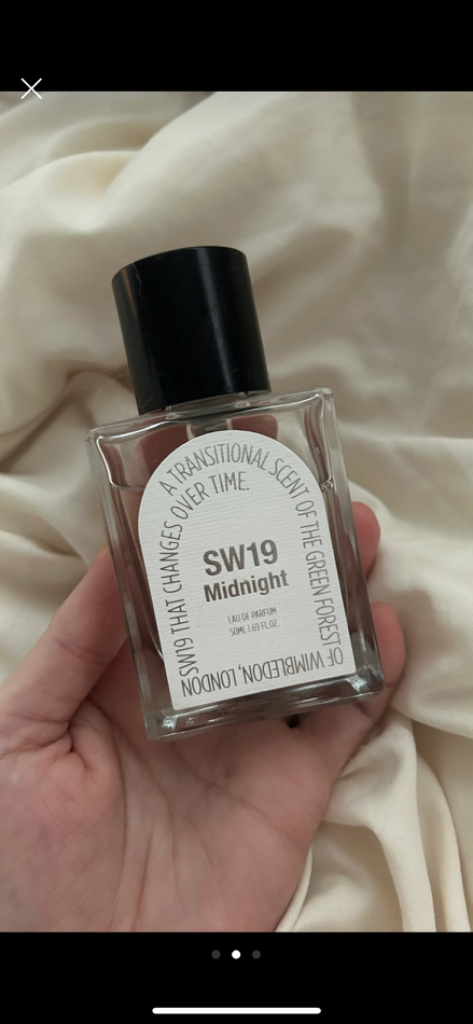 SW19 THAT CHANGES OVER TIME.
A TRANSITIONAL SCENT OF THE GREEN FOREST
OF WIMBLEDON, LONDON
SW19
Midnight
EAU DE PARFUM
50ML 1.69 FL.OZ.